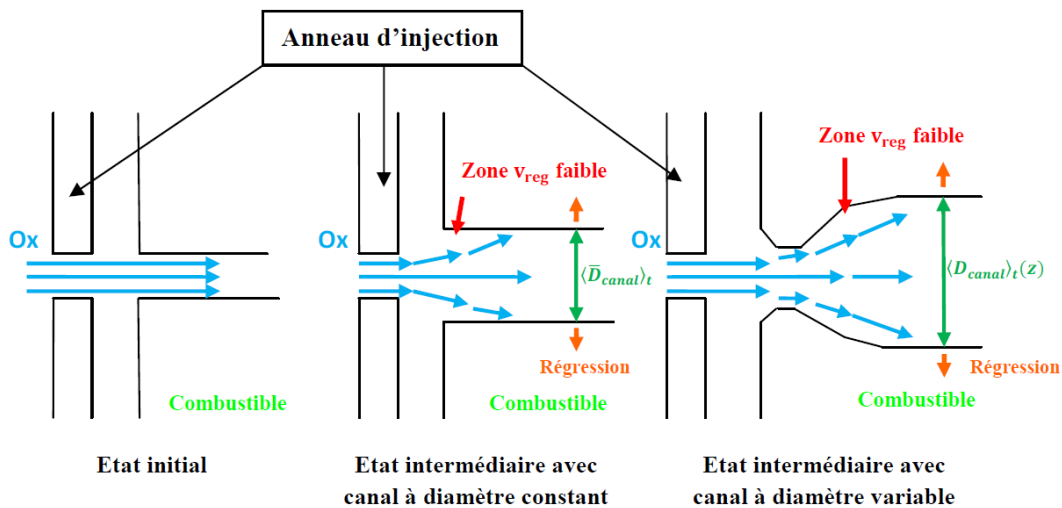 Anneau d'injection
Ox
Combustible
Etat initial
Zone v_reg faible
Ox
⟨D̅_canal⟩_t
Régression
Combustible
Etat intermédiaire avec
canal à diamètre constant
Zone v_reg faible
Ox
⟨D_canal⟩_t(z)
Régression
Combustible
Etat intermédiaire avec
canal à diamètre variable